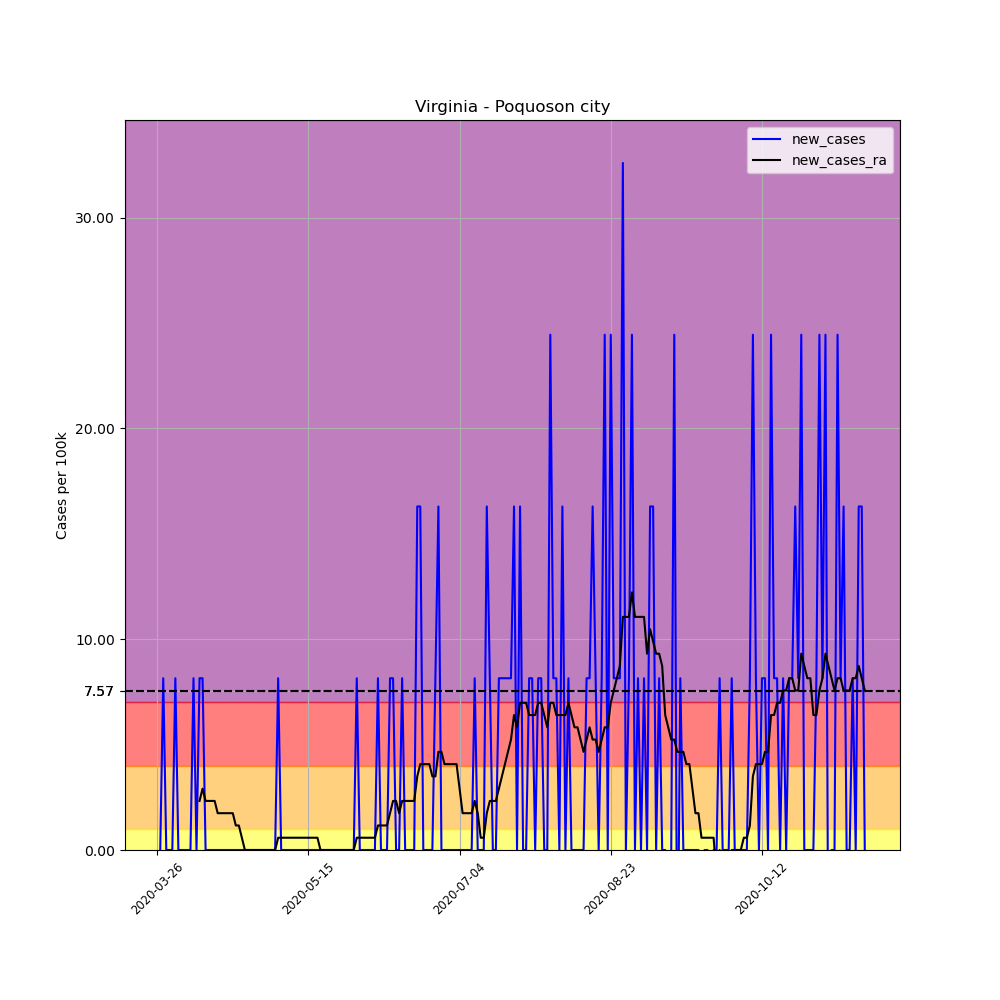 Virginia - Poquoson city
new_cases
new_cases_ra
Cases per 100k
30.00
20.00
10.00
7.57
0.00
2020-03-26
2020-05-15
2020-07-04
2020-08-23
2020-10-12